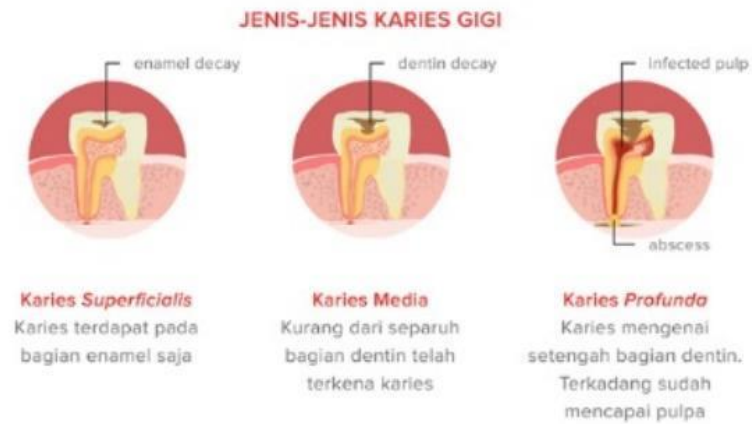 JENIS-JENIS KARIES GIGI
enamel decay
dentin decay
infected pulp
abscess
Karies Superficialis
Karies terdapat pada
bagian enamel saja
Karies Media
Kurang dari separuh
bagian dentin telah
terkena karies
Karies Profunda
Karies mengenai
setengah bagian dentin.
Terkadang sudah
mencapai pulpa